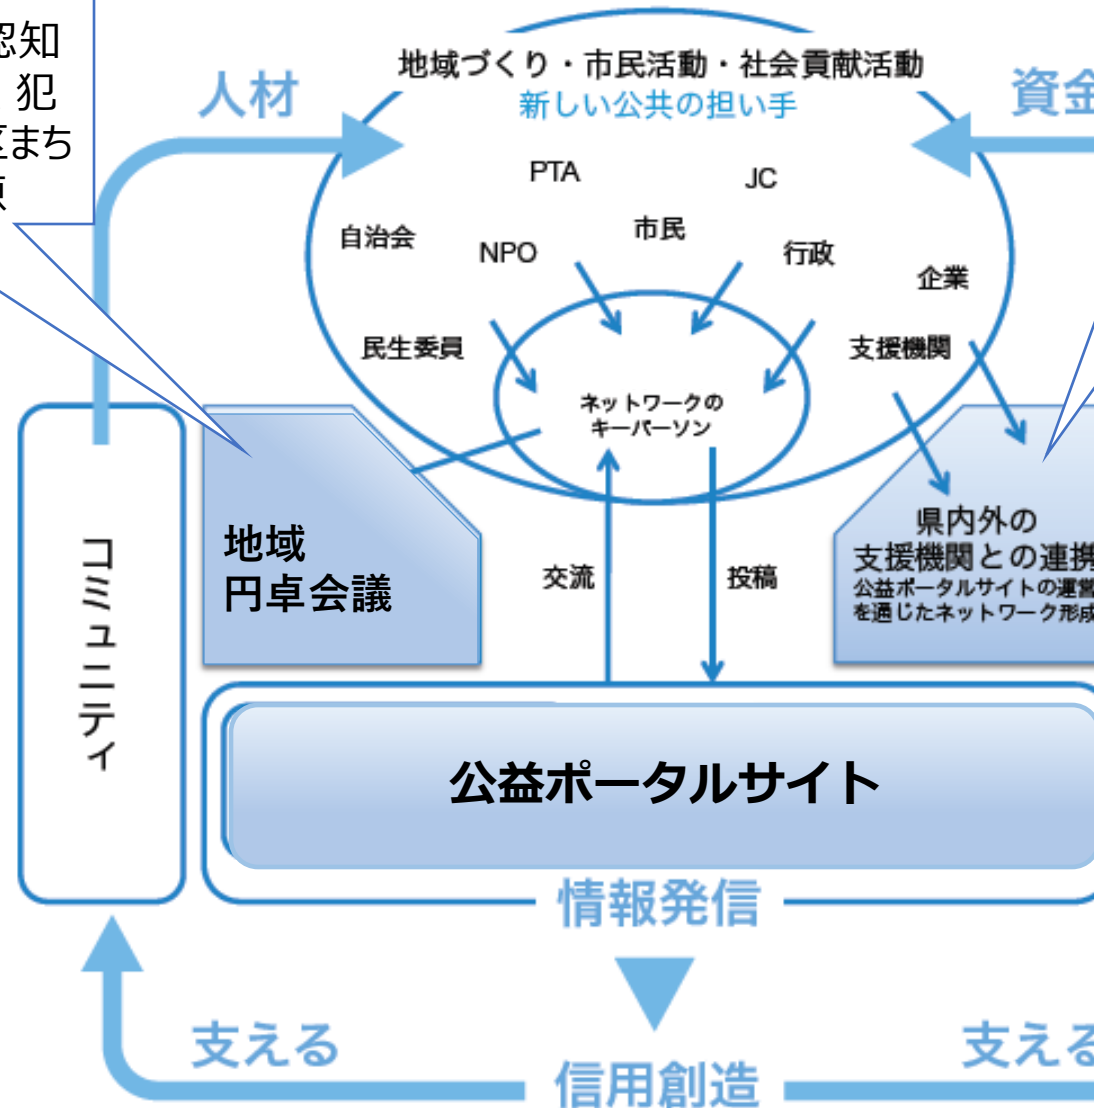 認知
犯
まち
地域づくり・市民活動・社会貢献活動
新しい公共の担い手
人材
資金
PTA
JC
市民
自治会
NPO
行政
企業
民生委員
支援機関
ネットワークの
キーパーソン
地域
円卓会議
県内外の
支援機関との連携
公益ポータルサイトの運営
を通じたネットワーク形成
交流
投稿
コミュニティ
公益ポータルサイト
情報発信
支える
支える
信用創造